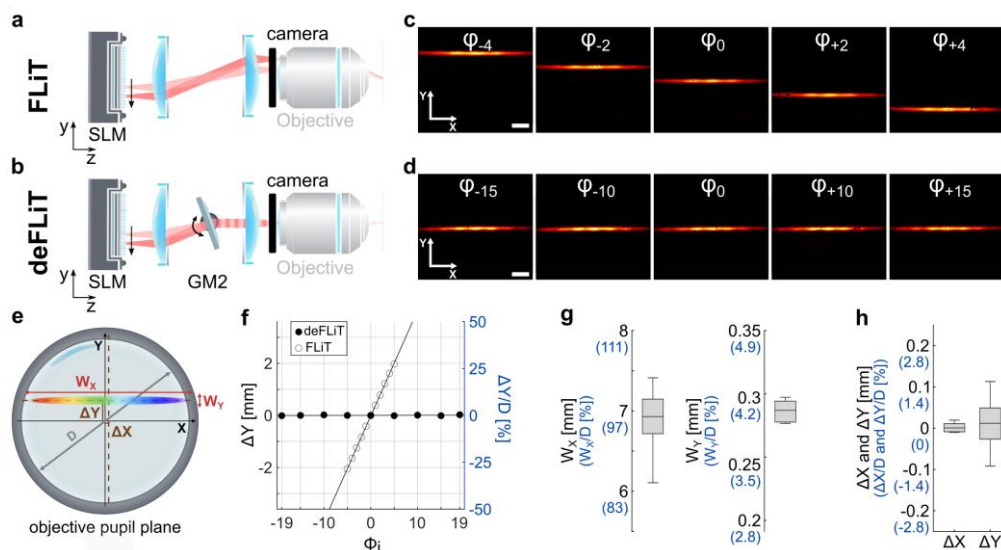 a
FLiT
SLM
y
z
camera
Objective
b
deFLiT
SLM
y
z
GM2
camera
Objective
c
φ-4
φ-2
φ0
φ+2
φ+4
Y
X
d
φ-15
φ-10
φ0
φ+10
φ+15
Y
X
e
Y
WX
WY
ΔY
X
D
ΔX
objective pupil plane
f
deFLiT
FLiT
ΔY [mm]
2
0
-2
-19
-10
0
10
19
Φi
50
25
0
-25
-50
ΔY/D [%]
g
WX [mm]
(WX/D [%])
8
(111)
7
(97)
6
(83)
WY [mm]
(WY/D [%])
0.35
(4.9)
0.3
(4.2)
0.25
(3.5)
0.2
(2.8)
h
ΔX and ΔY [mm]
(ΔX/D and ΔY/D [%])
0.2
(2.8)
0.1
(1.4)
0
(0)
-0.1
(-1.4)
-0.2
(-2.8)
ΔX
ΔY